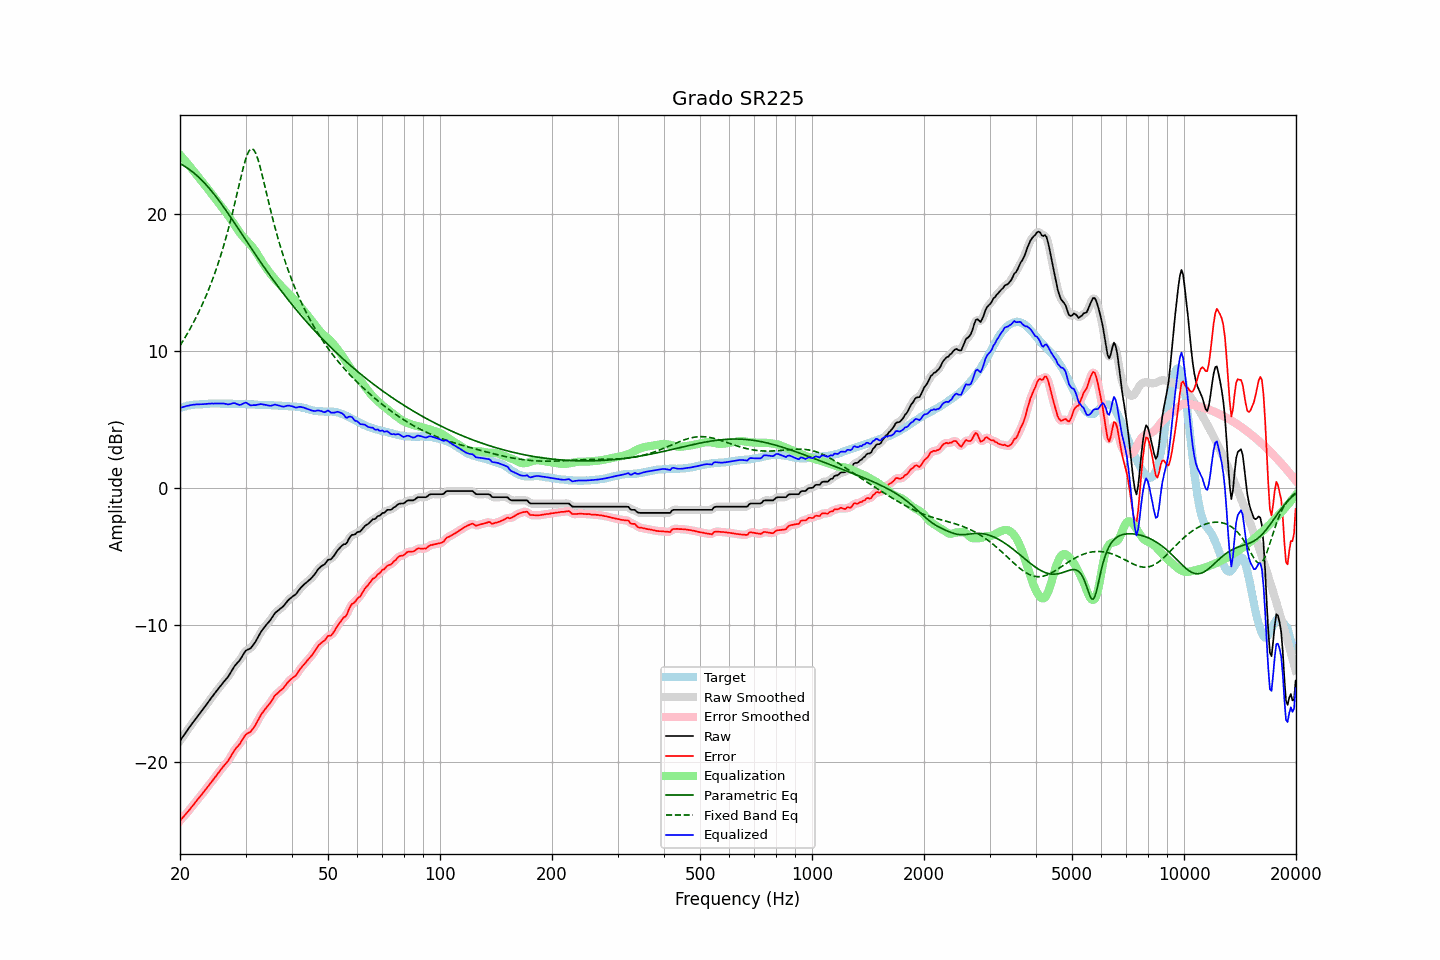 Grado SR225
Amplitude (dBr)
20
10
0
−10
−20
Target
Raw Smoothed
Error Smoothed
Raw
Error
Equalization
Parametric Eq
Fixed Band Eq
Equalized
20 50 100 200 500 1000 2000 5000 10000 20000
Frequency (Hz)